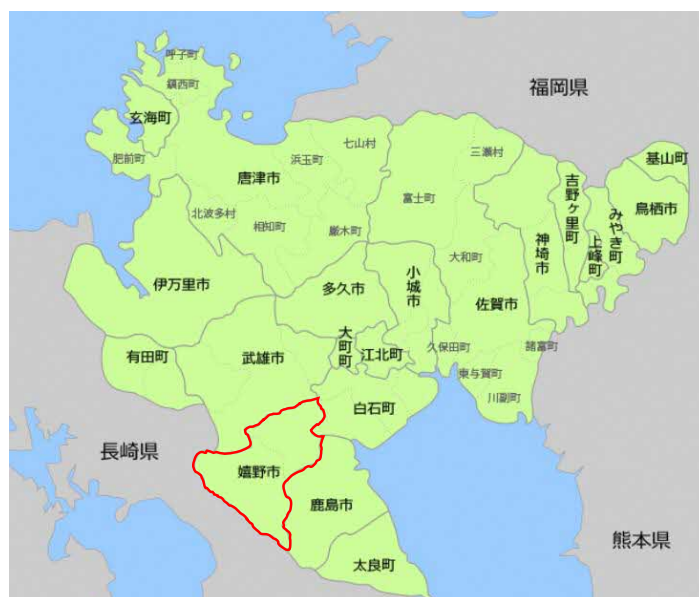 呼子町
鎮西町
福岡県
玄海町
七山村
三瀬村
基山町
肥前町
浜玉町
唐津市
吉野ヶ里町
みやき町
鳥栖市
富士町
北波多村
相知町
厳木町
神埼市
上峰町
大和町
伊万里市
多久市
小城市
佐賀市
大町町
江北町
久保田町
諸富町
有田町
武雄市
東与賀町
川副町
白石町
長崎県
嬉野市
鹿島市
熊本県
太良町